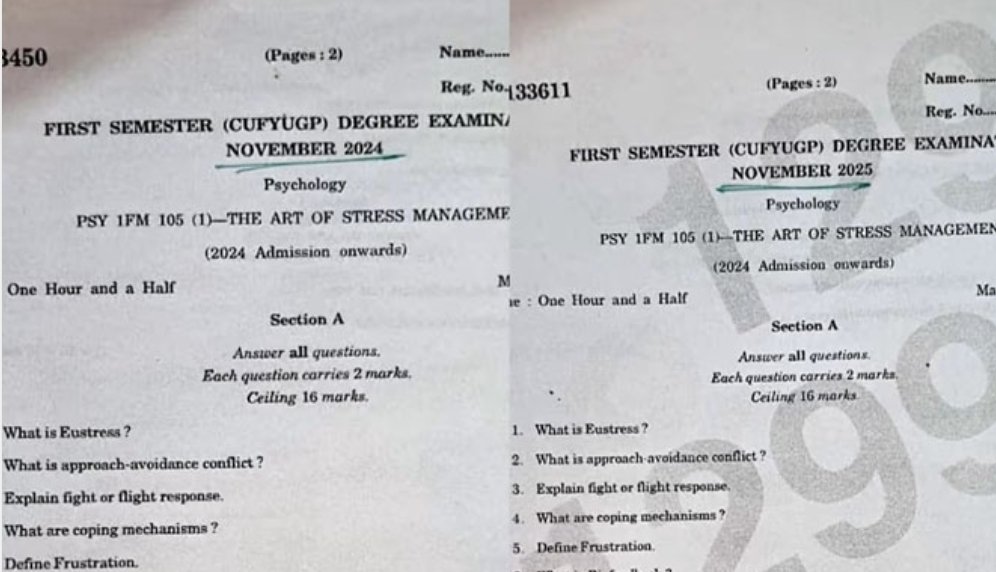 3450
(Pages : 2)
Name......
Reg. No.
FIRST SEMESTER (CUFYUGP) DEGREE EXAMINA
NOVEMBER 2024
Psychology
PSY 1FM 105 (1)—THE ART OF STRESS MANAGEME
(2024 Admission onwards)
One Hour and a Half
M
Section A
Answer all questions.
Each question carries 2 marks.
Ceiling 16 marks.
What is Eustress ?
What is approach-avoidance conflict ?
Explain fight or flight response.
What are coping mechanisms ?
Define Frustration.
133611
(Pages : 2)
Name.........
Reg. No....
FIRST SEMESTER (CUFYUGP) DEGREE EXAMINA
NOVEMBER 2025
Psychology
PSY 1FM 105 (1)—THE ART OF STRESS MANAGEMEN
(2024 Admission onwards)
ne : One Hour and a Half
Ma
Section A
Answer all questions.
Each question carries 2 marks.
Ceiling 16 marks.
1. What is Eustress ?
2. What is approach-avoidance conflict ?
3. Explain fight or flight response.
4. What are coping mechanisms ?
5. Define Frustration.
129
1299